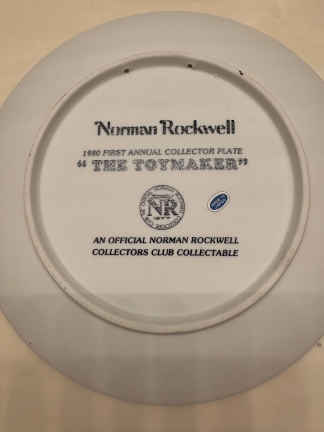 Norman Rockwell
1980 FIRST ANNUAL COLLECTOR PLATE
"THE TOYMAKER"
NR
AN OFFICIAL NORMAN ROCKWELL
COLLECTORS CLUB COLLECTABLE